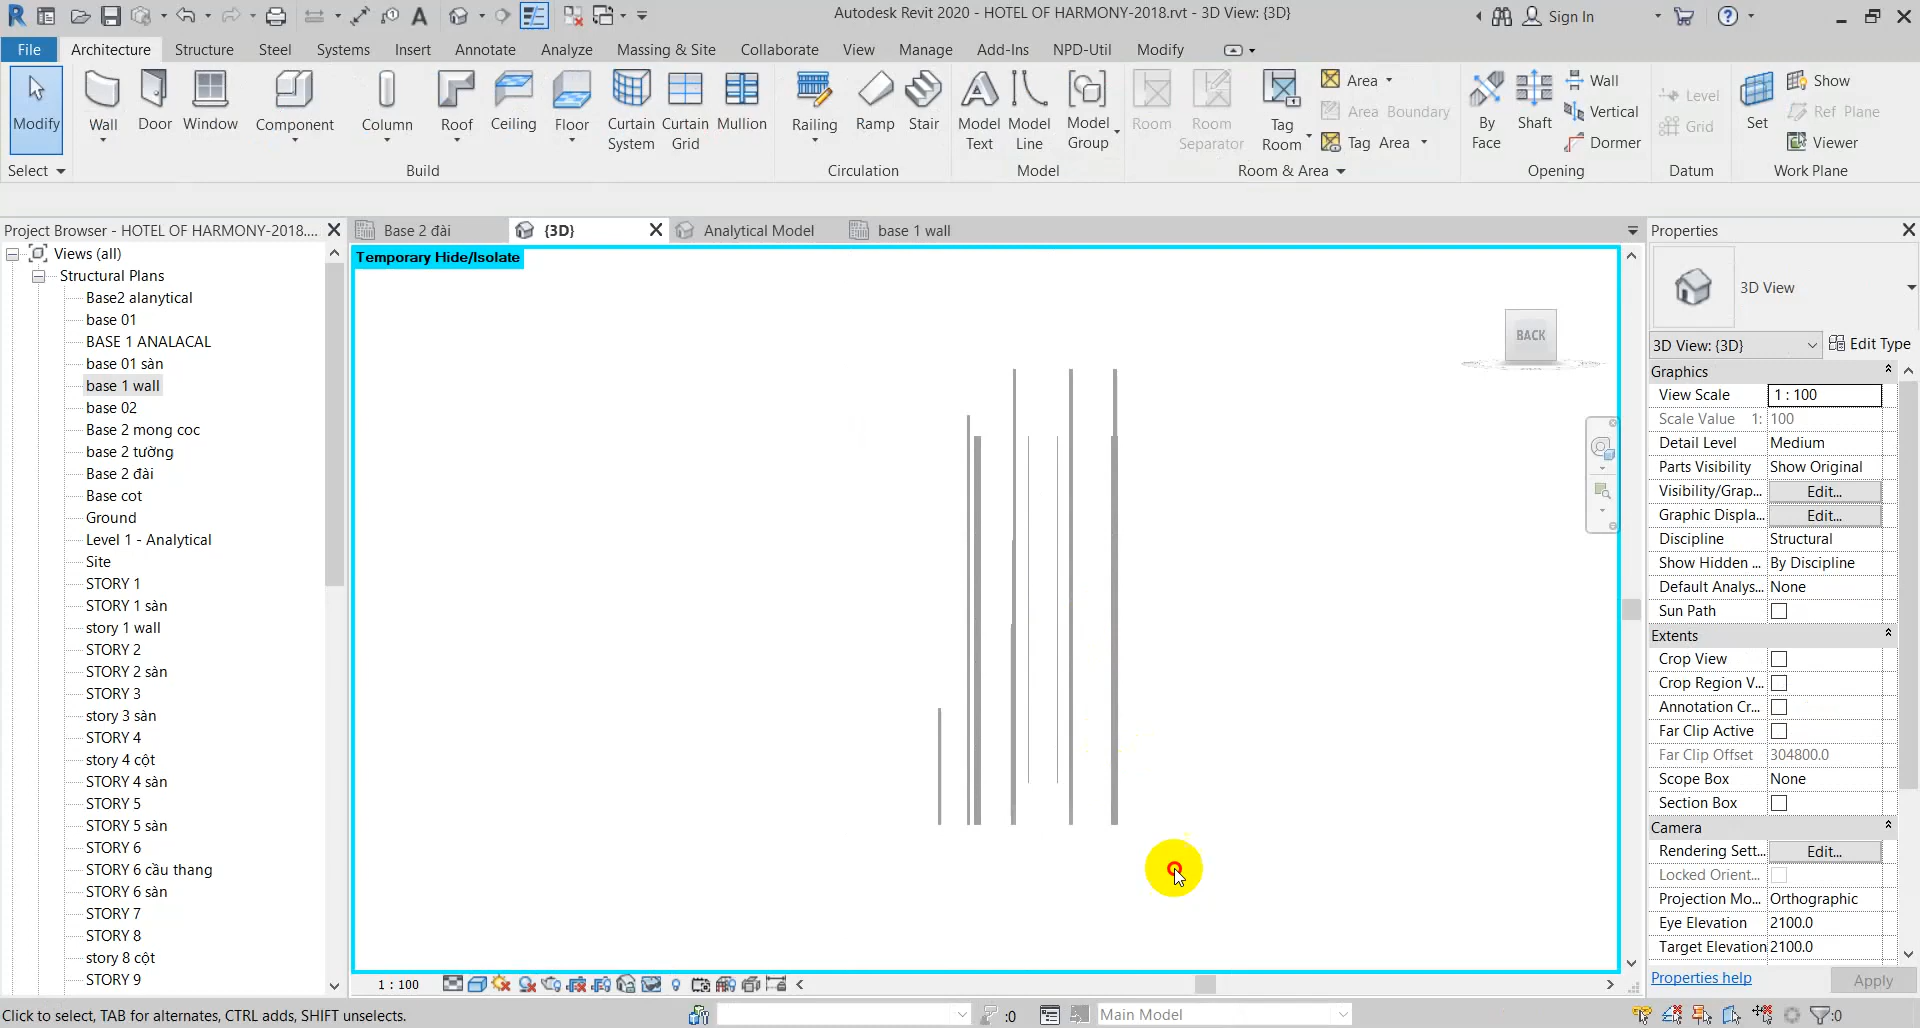 Autodesk Revit 2020 - HOTEL OF HARMONY-2018.rvt - 3D View: {3D}
Sign In
File Architecture Structure Steel Systems Insert Annotate Analyze Massing & Site Collaborate View Manage Add-Ins NPD-Util Modify
Modify
Wall
Door
Window
Component
Column
Roof
Ceiling
Floor
Curtain System
Curtain Grid
Mullion
Railing
Ramp
Stair
Model Text
Model Line
Model Group
Room
Room Separator
Tag Room
Area
Area Boundary
Tag Area
By Face
Shaft
Wall
Vertical
Dormer
Level
Grid
Set
Show
Ref Plane
Viewer
Select
Build
Circulation
Model
Room & Area
Opening
Datum
Work Plane
Project Browser - HOTEL OF HARMONY-2018....
Views (all)
Structural Plans
Base2 alanytical
base 01
BASE 1 ANALACAL
base 01 sàn
base 1 wall
base 02
Base 2 mong coc
base 2 tường
Base 2 đài
Base cot
Ground
Level 1 - Analytical
Site
STORY 1
STORY 1 sàn
story 1 wall
STORY 2
STORY 2 sàn
STORY 3
story 3 sàn
STORY 4
story 4 cột
STORY 4 sàn
STORY 5
STORY 5 sàn
STORY 6
STORY 6 cầu thang
STORY 6 sàn
STORY 7
STORY 8
story 8 cột
STORY 9
Base 2 đài
{3D}
Analytical Model
base 1 wall
Temporary Hide/Isolate
BACK
1 : 100
Properties
3D View
3D View: {3D}
Edit Type
Graphics
View Scale 1 : 100
Scale Value 1: 100
Detail Level Medium
Parts Visibility Show Original
Visibility/Grap... Edit...
Graphic Displa... Edit...
Discipline Structural
Show Hidden ... By Discipline
Default Analys... None
Sun Path
Extents
Crop View
Crop Region V...
Annotation Cr...
Far Clip Active
Far Clip Offset 304800.0
Scope Box None
Section Box
Camera
Rendering Sett... Edit...
Locked Orient...
Projection Mo... Orthographic
Eye Elevation 2100.0
Target Elevation 2100.0
Properties help
Apply
Click to select, TAB for alternates, CTRL adds, SHIFT unselects.
:0
Main Model
:0